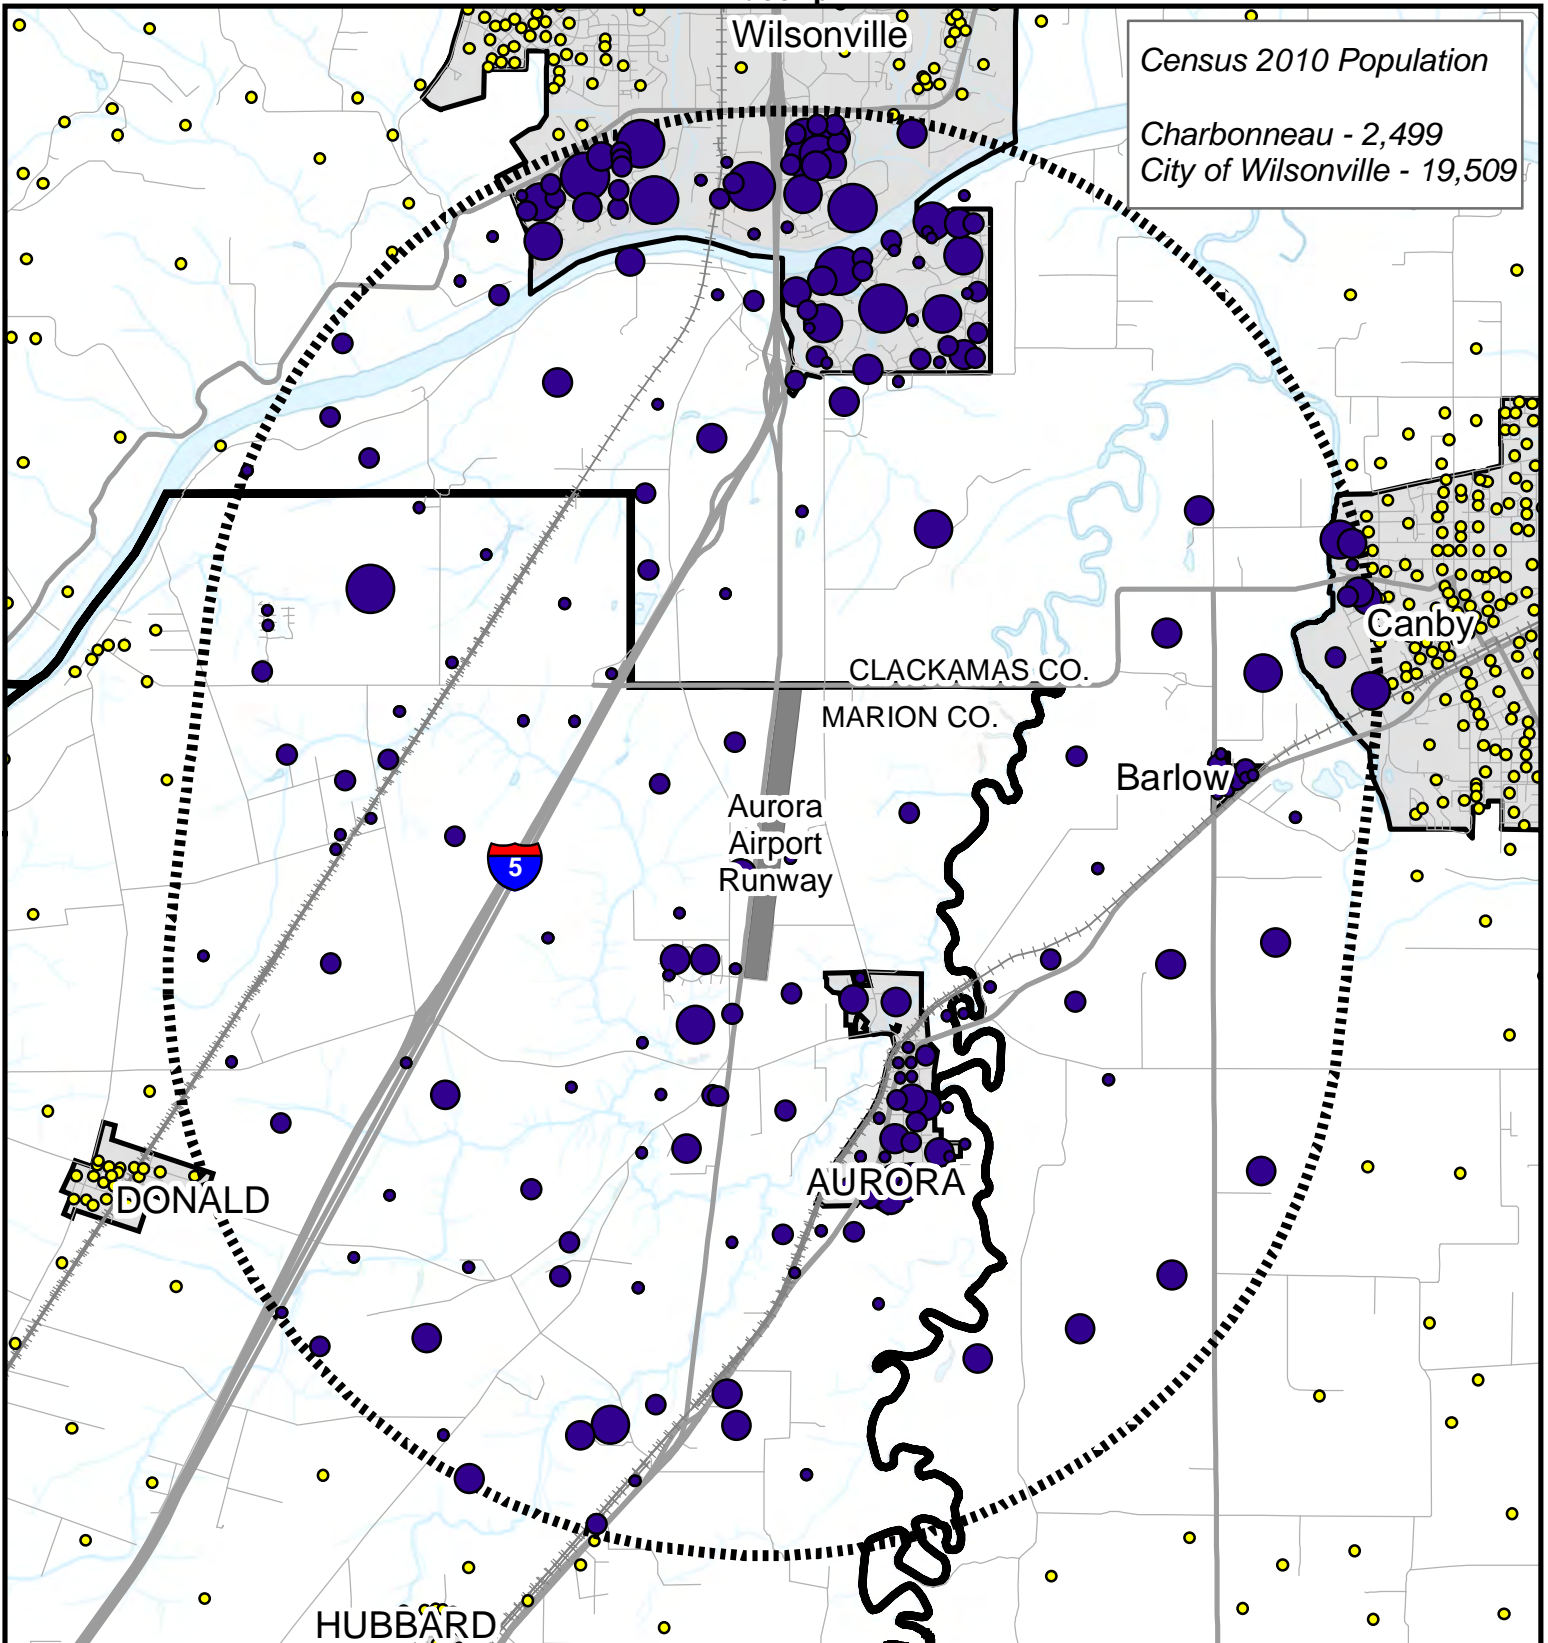 Wilsonville
Census 2010 Population
Charbonneau - 2,499
City of Wilsonville - 19,509
Canby
CLACKAMAS CO.
MARION CO.
Barlow
Aurora
Airport
Runway
5
AURORA
DONALD
HUBBARD